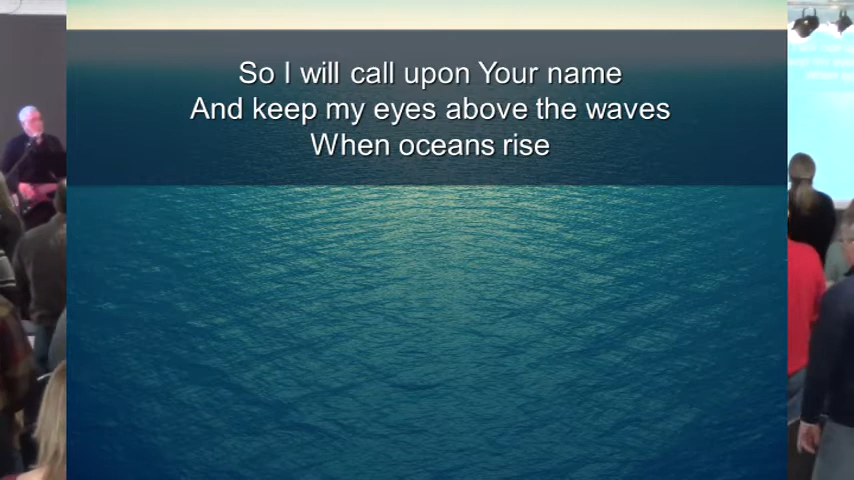 So I will call upon Your name
And keep my eyes above the waves
When oceans rise